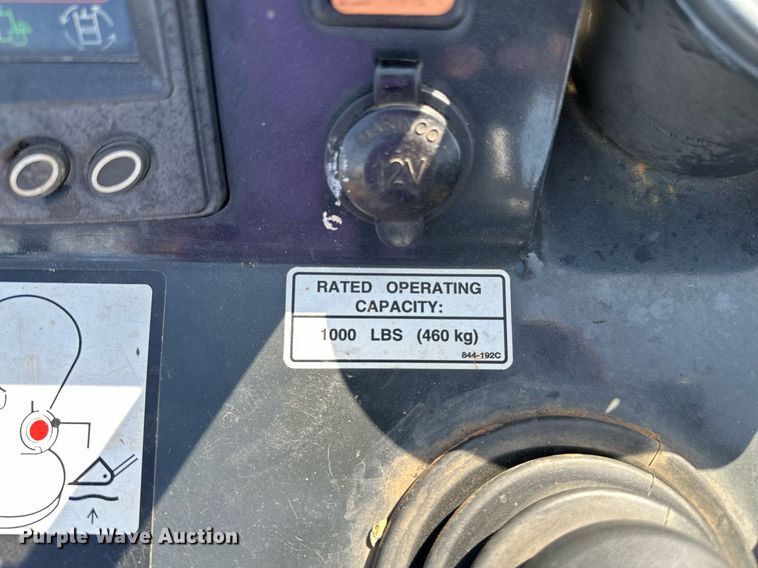 12V
RATED OPERATING
CAPACITY:
1000 LBS (460 kg)
844-192C
Purple Wave Auction